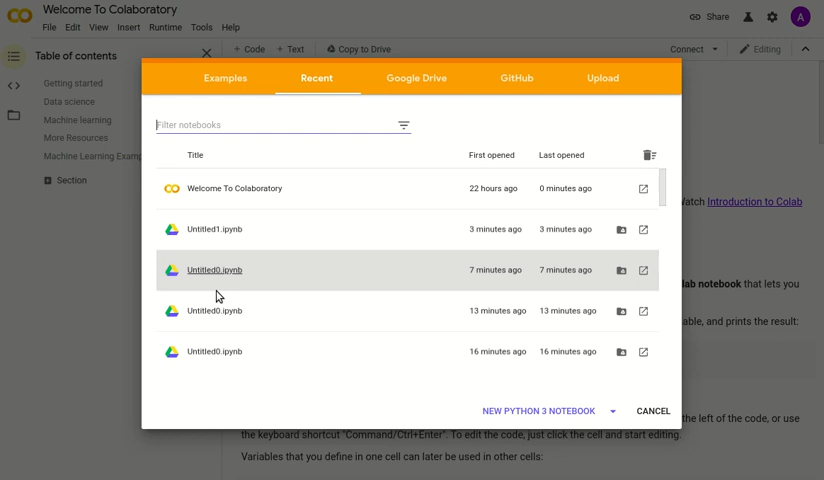 Welcome To Colaboratory
File Edit View Insert Runtime Tools Help
Share
A
Table of contents
+ Code + Text Copy to Drive
Connect
Editing
Getting started
Data science
Machine learning
More Resources
Machine Learning Examp
Section
Examples Recent Google Drive GitHub Upload
Filter notebooks
Title First opened Last opened
Welcome To Colaboratory 22 hours ago 0 minutes ago
Untitled1.ipynb 3 minutes ago 3 minutes ago
Untitled0.ipynb 7 minutes ago 7 minutes ago
Untitled0.ipynb 13 minutes ago 13 minutes ago
Untitled0.ipynb 16 minutes ago 16 minutes ago
NEW PYTHON 3 NOTEBOOK CANCEL
Introduction to Colab
lab notebook that lets you
able, and prints the result:
the left of the code, or use
the keyboard shortcut "Command/Ctrl+Enter". To edit the code, just click the cell and start editing.
Variables that you define in one cell can later be used in other cells: